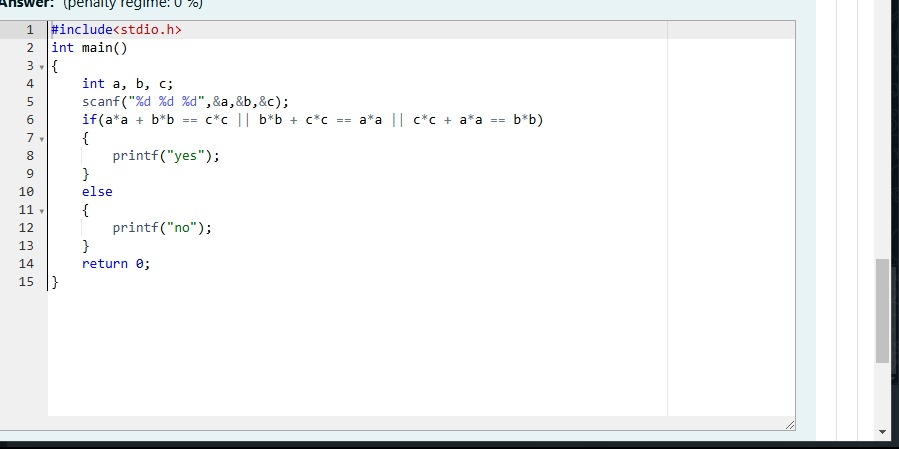 Answer: (penalty regime: 0 %)
1 #include<stdio.h>
2 int main()
3 {
4 int a, b, c;
5 scanf("%d %d %d",&a,&b,&c);
6 if(a*a + b*b == c*c || b*b + c*c == a*a || c*c + a*a == b*b)
7 {
8 printf("yes");
9 }
10 else
11 {
12 printf("no");
13 }
14 return 0;
15 }